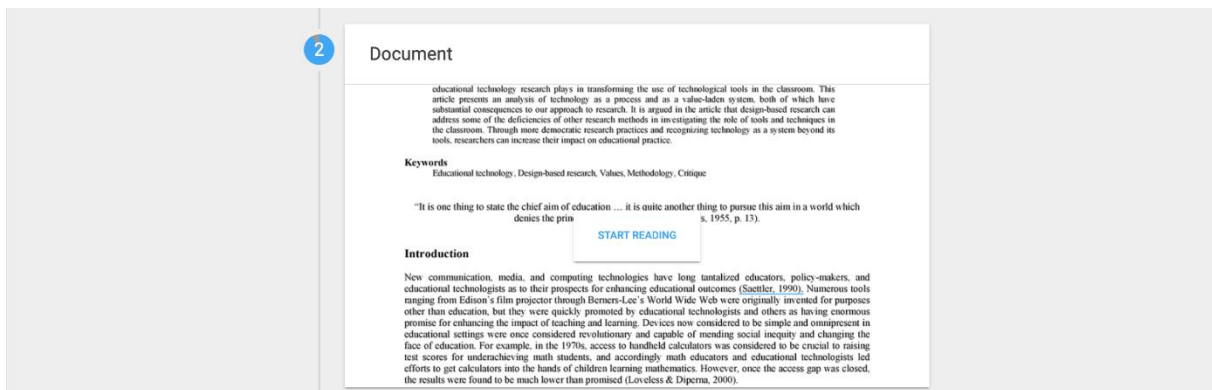 2
Document
educational technology research plays in transforming the use of technological tools in the classroom. This
article presents an analysis of technology as a process and as a value-laden system, both of which have
substantial consequences to our approach to research. It is argued in the article that design-based research can
address some of the deficiencies of other research methods in investigating the role of tools and techniques in
the classroom. Through more democratic research practices and recognizing technology as a system beyond its
tools, researchers can increase their impact on educational practice.
Keywords
Educational technology, Design-based research, Values, Methodology, Critique
"It is one thing to state the chief aim of education … it is quite another thing to pursue this aim in a world which
denies the prin s, 1955, p. 13).
START READING
Introduction
New communication, media, and computing technologies have long tantalized educators, policy-makers, and
educational technologists as to their prospects for enhancing educational outcomes (Saettler, 1990). Numerous tools
ranging from Edison's film projector through Berners-Lee's World Wide Web were originally invented for purposes
other than education, but they were quickly promoted by educational technologists and others as having enormous
promise for enhancing the impact of teaching and learning. Devices now considered to be simple and omnipresent in
educational settings were once considered revolutionary and capable of mending social inequity and changing the
face of education. For example, in the 1970s, access to handheld calculators was considered to be crucial to raising
test scores for underachieving math students, and accordingly math educators and educational technologists led
efforts to get calculators into the hands of children learning mathematics. However, once the access gap was closed,
the results were found to be much lower than promised (Loveless & Diperna, 2000).